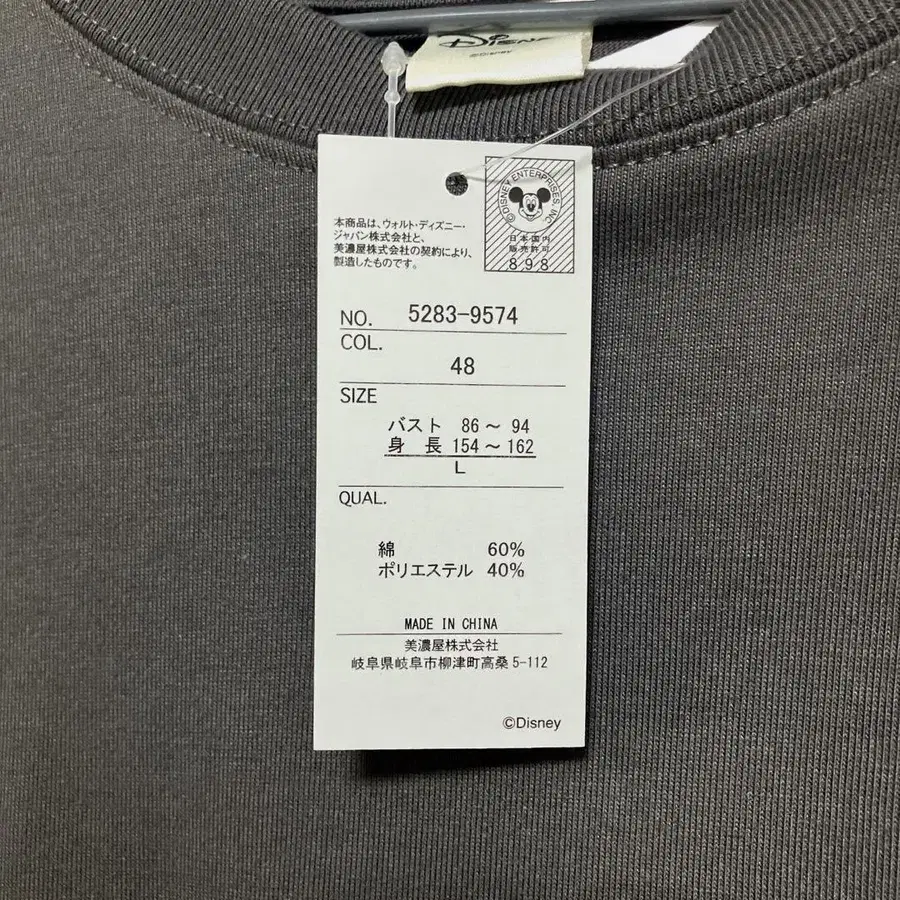 Disney
©Disney
©DISNEY ENTERPRISES, INC.
日本国内
販売許可
898
本商品は、ウォルト・ディズニー・
ジャパン株式会社と、
美濃屋株式会社の契約により、
製造したものです。
NO. 5283-9574
COL.
48
SIZE
バスト 86～ 94
身 長 154～162
L
QUAL.
綿 60%
ポリエステル 40%
MADE IN CHINA
美濃屋株式会社
岐阜県岐阜市柳津町高桑 5-112
©Disney